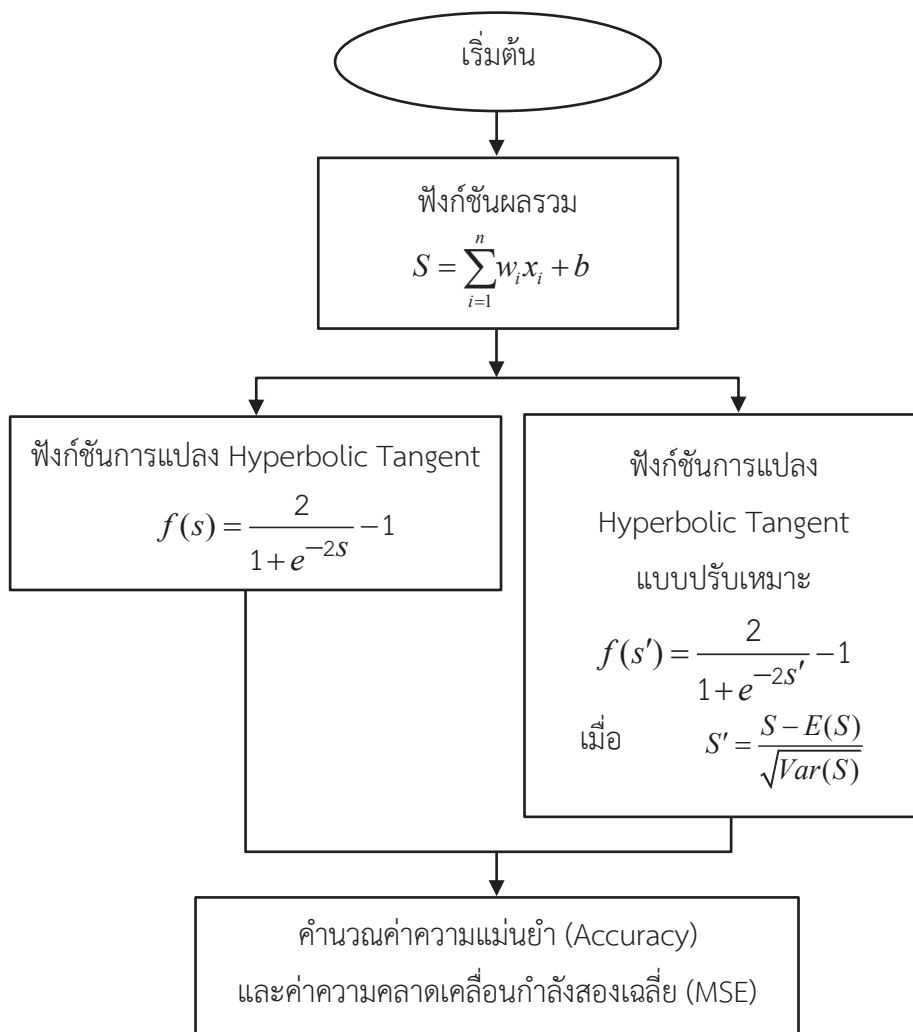 เริ่มต้น
ฟังก์ชันผลรวม
$S = \sum_{i=1}^{n} w_i x_i + b$
ฟังก์ชันการแปลง Hyperbolic Tangent
$f(s) = \frac{2}{1+e^{-2s}} - 1$
ฟังก์ชันการแปลง
Hyperbolic Tangent
แบบปรับเหมาะ
$f(s') = \frac{2}{1+e^{-2s'}} - 1$
เมื่อ $S' = \frac{S - E(S)}{\sqrt{Var(S)}}$
คำนวณค่าความแม่นยำ (Accuracy)
และค่าความคลาดเคลื่อนกำลังสองเฉลี่ย (MSE)